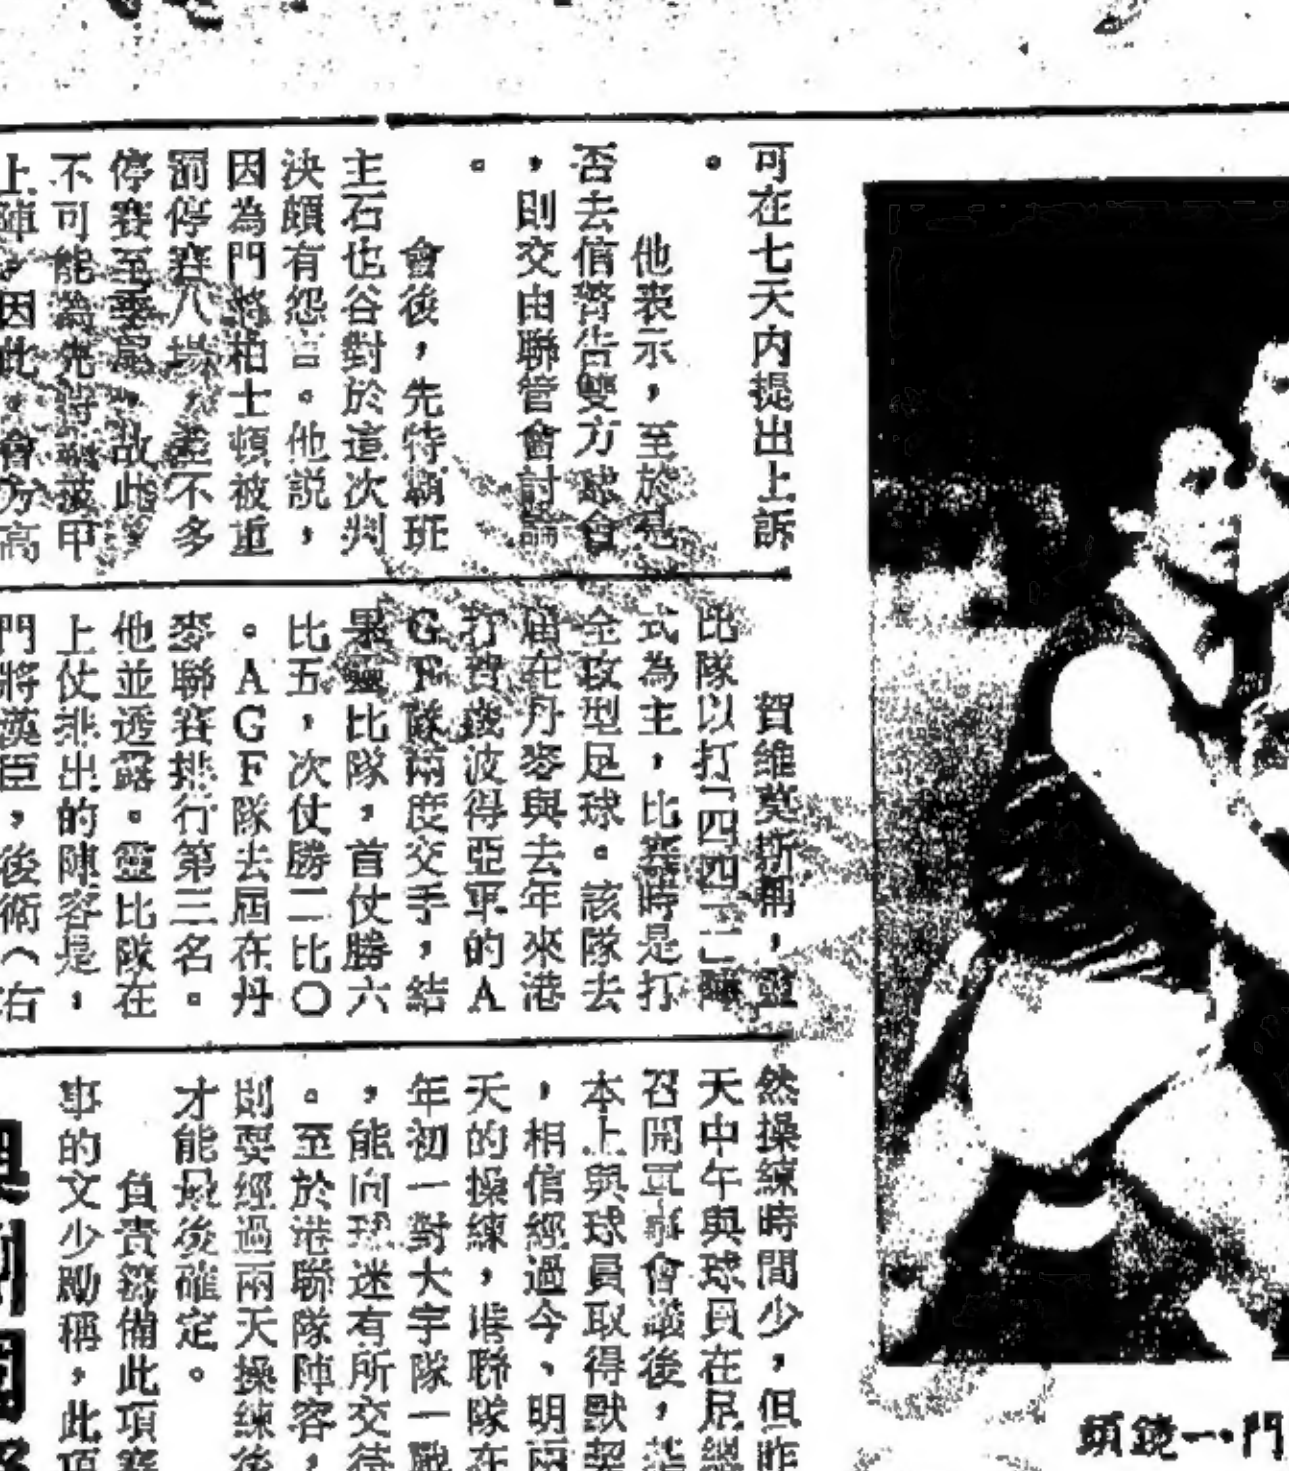 可在七天內提出上訴
。
他表示,至於是
否去信警告雙方球會
,則交由聯管會討論
。
會後,先特綢班
主石也谷對於這次判
決頗有怨言。他説,
因為門將柏士頓被重
罰停賽八場,差不多
停賽至季尾,故此,
不可能為先特
被甲
上陣,因此,會方高
賀維莫斯稱,靈
比隊以打「四四二」陣
式為主,比賽時是打
全攻型足球。該隊去
屆在丹麥與去年來港
打賀歲波得亞軍的A
GF隊兩度交手,結
果靈比隊,首仗勝六
比五,次仗勝二比〇
。AGF隊去屆在丹
麥聯賽排行第三名。
他並透露。靈比隊在
上仗排出的陣容是,
門將漢臣,後衛(右
然操練時間少,但昨
天中午與球員在尼
召開軍事會議後,
本上與球員取得默契
,相信經過今、明兩
天的操練,港聯隊在
年初一對大宇隊一戰
,能向球迷有所交待
。至於港聯隊陣容,
則要經過兩天操練後
才能最後確定。
負責籌備此項賽
事的文少勵稱,此項
門•一鏡頭